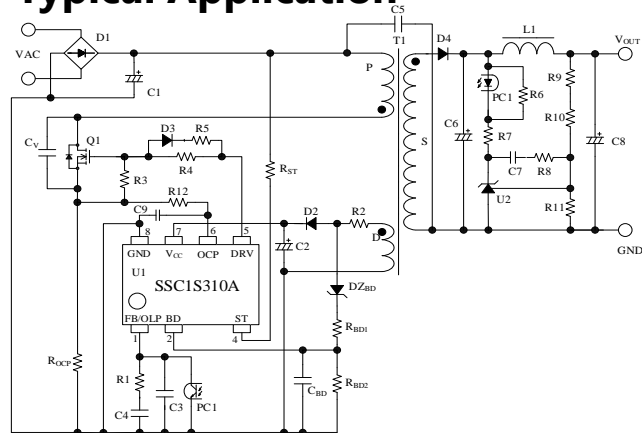 Typical Application
C5
D1
T1
D4
L1
VOUT
VAC
P
PC1
R6
R9
C1
R10
D3
R5
CV
Q1
R4
RST
S
C6
R7
C8
R3
C7
R8
R12
U2
C9
D2
R2
R11
8
7
6
5
C2
D
GND
GND
VCC
OCP
DRV
U1
SSC1S310A
DZBD
FB/OLP
BD
ST
1
2
4
RBD1
ROCP
R1
C3
PC1
CBD
RBD2
C4